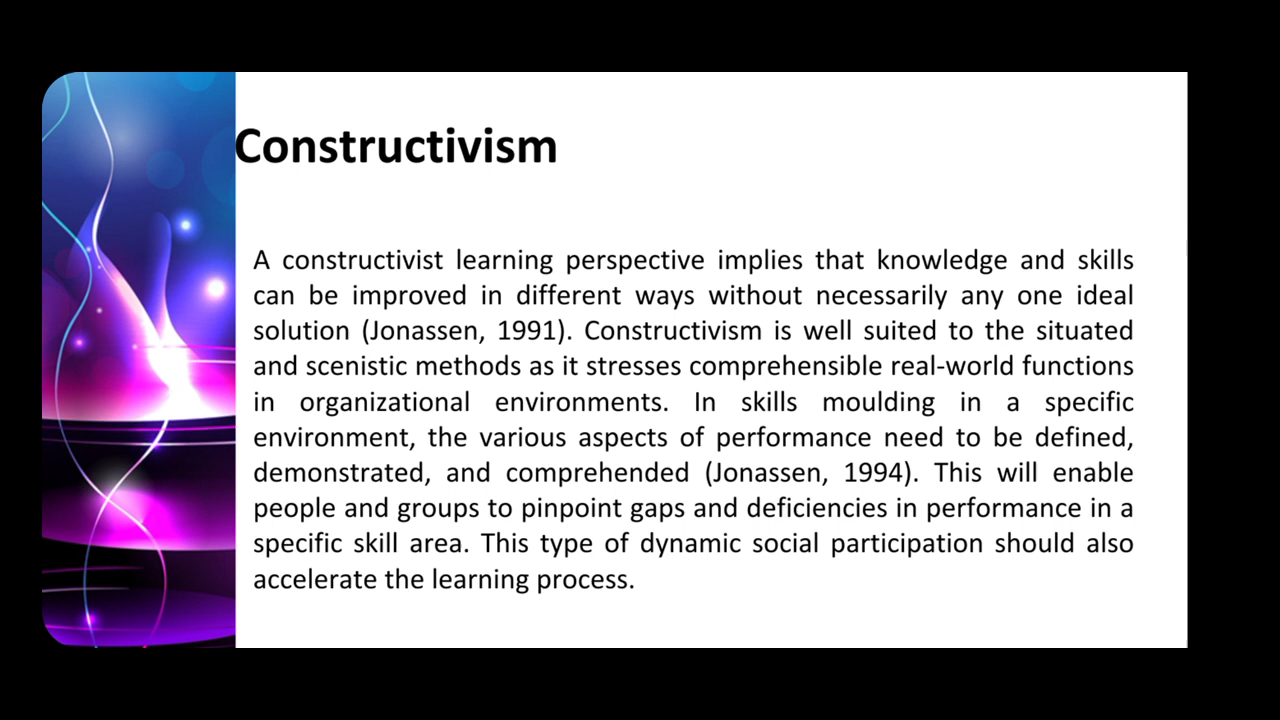 Constructivism
A constructivist learning perspective implies that knowledge and skills
can be improved in different ways without necessarily any one ideal
solution (Jonassen, 1991). Constructivism is well suited to the situated
and scenistic methods as it stresses comprehensible real-world functions
in organizational environments. In skills moulding in a specific
environment, the various aspects of performance need to be defined,
demonstrated, and comprehended (Jonassen, 1994). This will enable
people and groups to pinpoint gaps and deficiencies in performance in a
specific skill area. This type of dynamic social participation should also
accelerate the learning process.